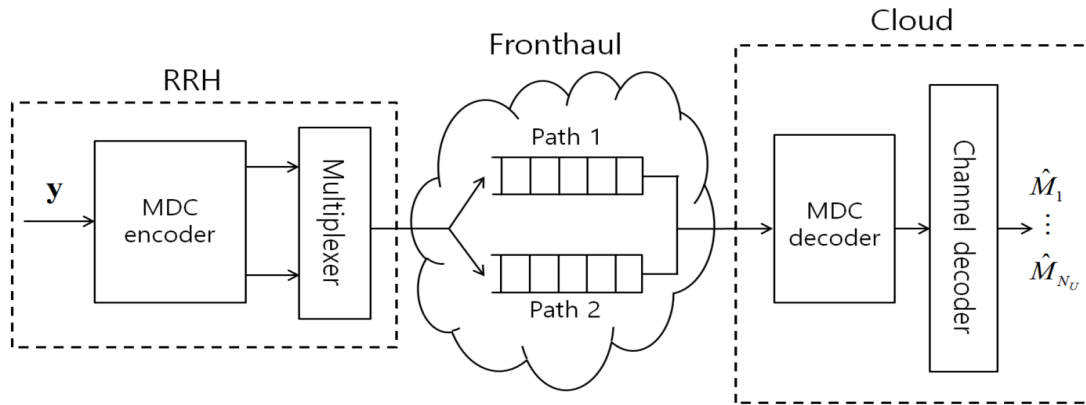 RRH
Fronthaul
Cloud
y
MDC
encoder
Multiplexer
Path 1
Path 2
MDC
decoder
Channel decoder
M̂₁
⋮
M̂_{N_U}